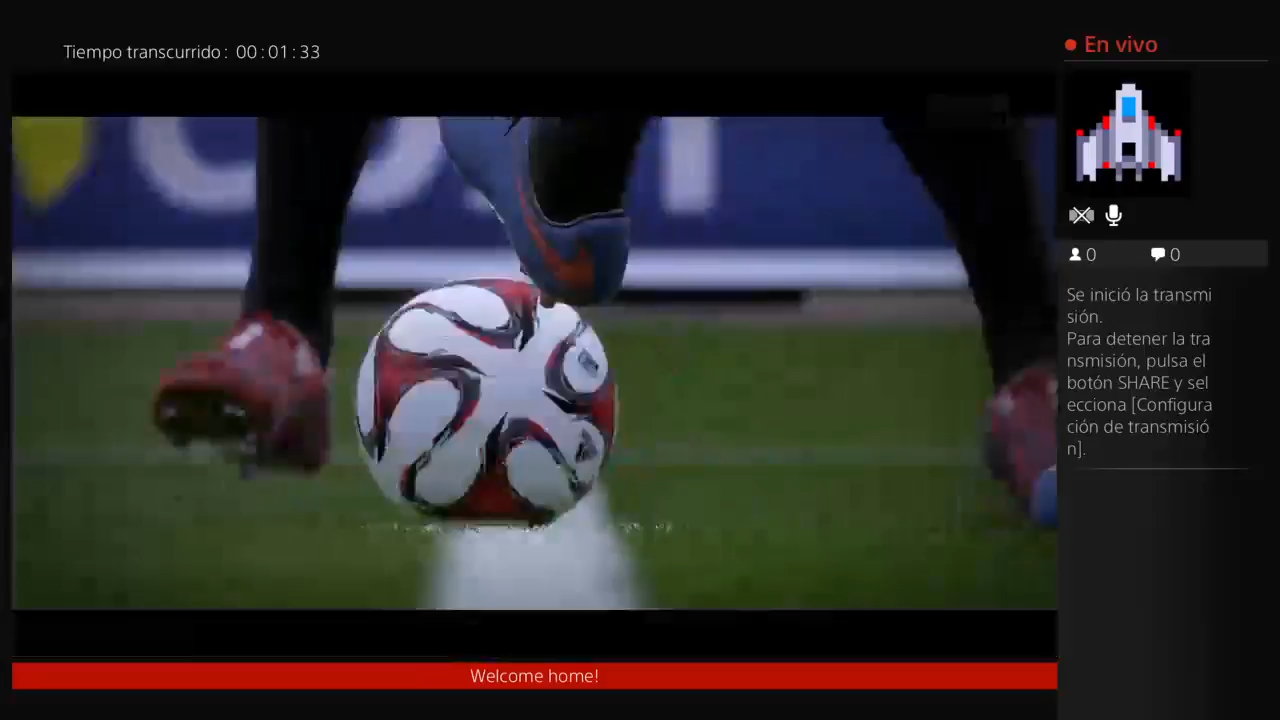 Tiempo transcurrido: 00:01:33
En vivo
0 0
Se inició la transmi
sión.
Para detener la tra
nsmisión, pulsa el
botón SHARE y sel
ecciona [Configura
ción de transmisió
n].
Welcome home!